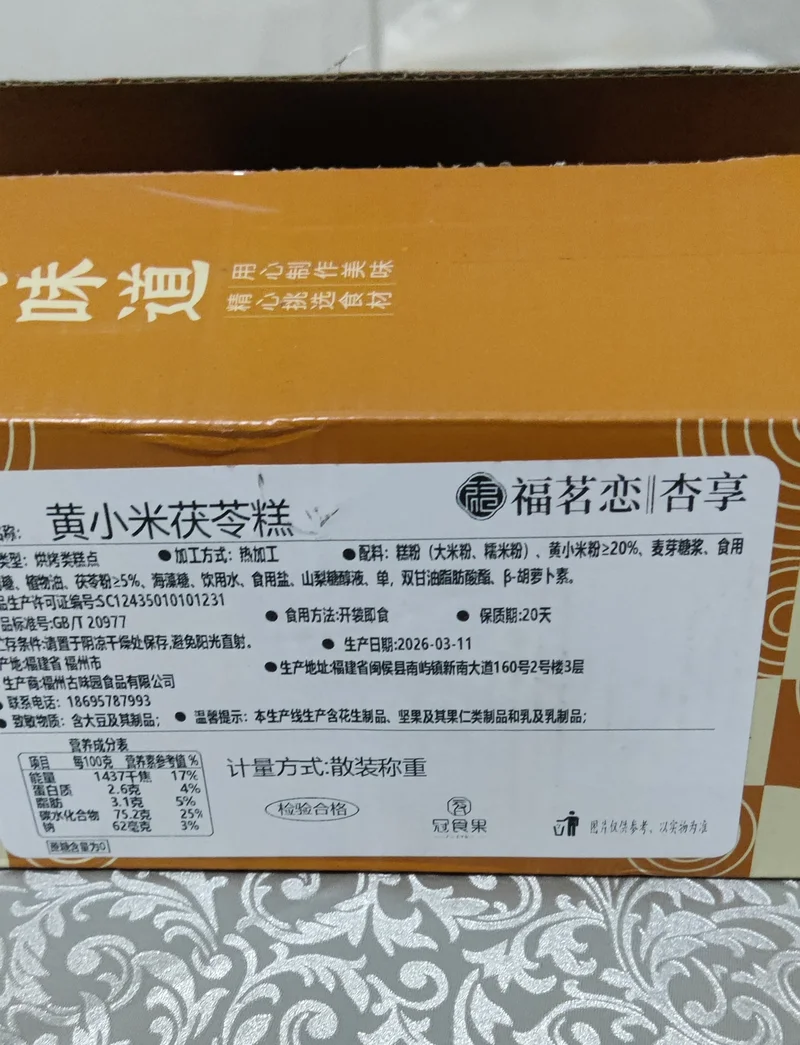 味道
用心制作美味
精心挑选食材
福茗恋||杏享
称: 黄小米茯苓糕
类型: 烘烤类糕点 ●加工方式: 热加工 ●配料: 糕粉 (大米粉、糯米粉) 、黄小米粉≥20%、麦芽糖浆、食用
糖、植物油、茯苓粉≥5%、海藻糖、饮用水、食用盐、山梨糖醇液、单，双甘油脂肪酸酯、β-胡萝卜素。
品生产许可证编号:SC12435010101231
品标准号:GB/T 20977 ● 食用方法:开袋即食 ● 保质期:20天
贮存条件:请置于阴凉干燥处保存,避免阳光直射。 ● 生产日期:2026-03-11
产地:福建省 福州市 ●生产地址:福建省闽侯县南屿镇新南大道160号2号楼3层
生产商:福州古味园食品有限公司
● 联系电话: 18695787993
● 致敏物质: 含大豆及其制品; ● 温馨提示: 本生产线生产含花生制品、坚果及其果仁类制品和乳及乳制品;
营养成分素
项目 每100克 营养素参考值%
能量 1437千焦 17%
蛋白质 2.6克 4%
脂肪 3.1克 5%
碳水化合物 75.2克 25%
钠 62毫克 3%
[蔗糖含量为0]
计量方式:散装称重
检验合格
冠食果
图片仅供参考，以实物为准